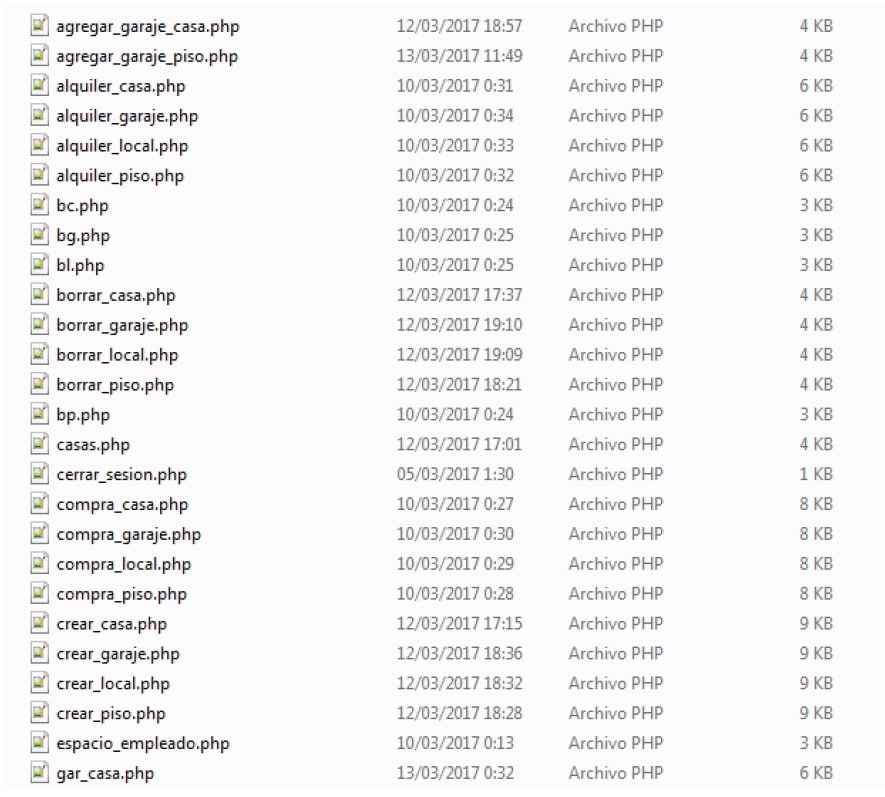 agregar_garaje_casa.php 12/03/2017 18:57 Archivo PHP 4 KB
agregar_garaje_piso.php 13/03/2017 11:49 Archivo PHP 4 KB
alquiler_casa.php 10/03/2017 0:31 Archivo PHP 6 KB
alquiler_garaje.php 10/03/2017 0:34 Archivo PHP 6 KB
alquiler_local.php 10/03/2017 0:33 Archivo PHP 6 KB
alquiler_piso.php 10/03/2017 0:32 Archivo PHP 6 KB
bc.php 10/03/2017 0:24 Archivo PHP 3 KB
bg.php 10/03/2017 0:25 Archivo PHP 3 KB
bl.php 10/03/2017 0:25 Archivo PHP 3 KB
borrar_casa.php 12/03/2017 17:37 Archivo PHP 4 KB
borrar_garaje.php 12/03/2017 19:10 Archivo PHP 4 KB
borrar_local.php 12/03/2017 19:09 Archivo PHP 4 KB
borrar_piso.php 12/03/2017 18:21 Archivo PHP 4 KB
bp.php 10/03/2017 0:24 Archivo PHP 3 KB
casas.php 12/03/2017 17:01 Archivo PHP 4 KB
cerrar_sesion.php 05/03/2017 1:30 Archivo PHP 1 KB
compra_casa.php 10/03/2017 0:27 Archivo PHP 8 KB
compra_garaje.php 10/03/2017 0:30 Archivo PHP 8 KB
compra_local.php 10/03/2017 0:29 Archivo PHP 8 KB
compra_piso.php 10/03/2017 0:28 Archivo PHP 8 KB
crear_casa.php 12/03/2017 17:15 Archivo PHP 9 KB
crear_garaje.php 12/03/2017 18:36 Archivo PHP 9 KB
crear_local.php 12/03/2017 18:32 Archivo PHP 9 KB
crear_piso.php 12/03/2017 18:28 Archivo PHP 9 KB
espacio_empleado.php 10/03/2017 0:13 Archivo PHP 3 KB
gar_casa.php 13/03/2017 0:32 Archivo PHP 6 KB